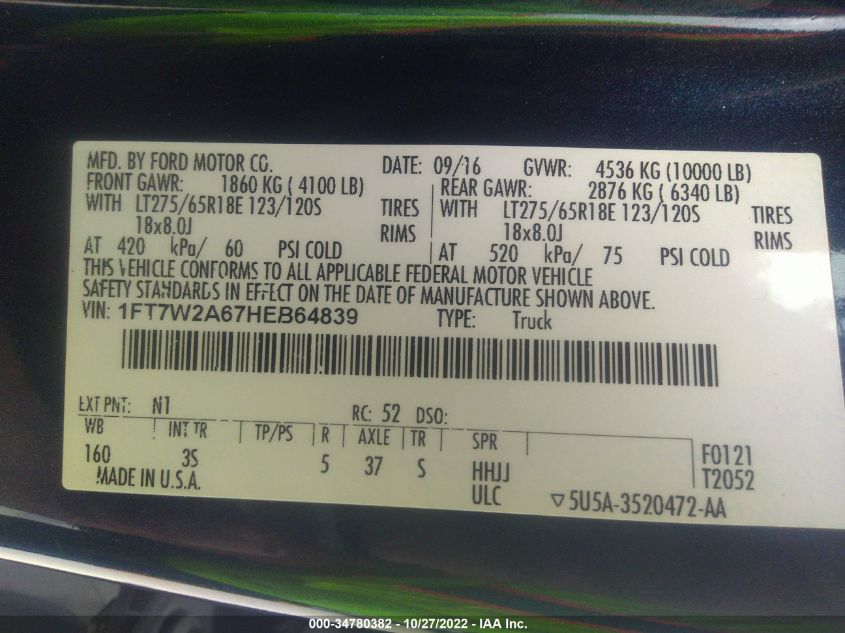 MFD. BY FORD MOTOR CO. DATE: 09/16 GVWR: 4536 KG (10000 LB)
FRONT GAWR: 1860 KG ( 4100 LB) REAR GAWR: 2876 KG ( 6340 LB)
WITH LT275/65R18E 123/120S TIRES WITH LT275/65R18E 123/120S TIRES
18x8.0J RIMS 18x8.0J RIMS
AT 420 kPa/ 60 PSI COLD AT 520 kPa/ 75 PSI COLD
THIS VEHICLE CONFORMS TO ALL APPLICABLE FEDERAL MOTOR VEHICLE
SAFETY STANDARDS IN EFFECT ON THE DATE OF MANUFACTURE SHOWN ABOVE.
VIN: 1FT7W2A67HEB64839 TYPE: Truck
EXT PNT: N1 RC: 52 DSO:
WB INT TR TP/PS R AXLE TR SPR F0121
160 3S 5 37 S HHJJ T2052
MADE IN U.S.A. ULC 5U5A-3520472-AA
000-34780382 - 10/27/2022 - IAA Inc.